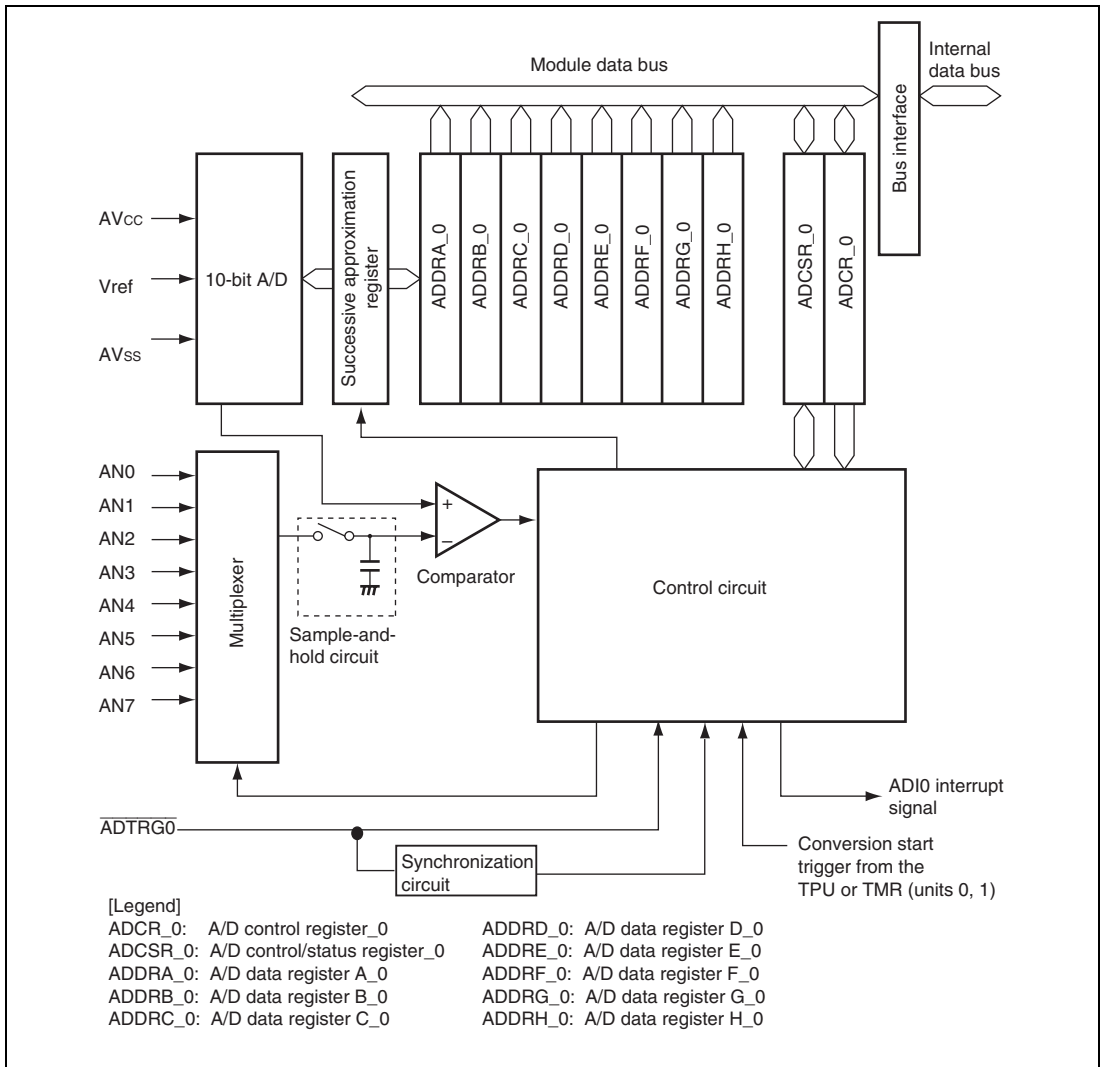 Module data bus
Internal
data bus
Bus interface
AVCC
Vref
AVSS
10-bit A/D
Successive approximation
register
ADDRA_0
ADDRB_0
ADDRC_0
ADDRD_0
ADDRE_0
ADDRF_0
ADDRG_0
ADDRH_0
ADCSR_0
ADCR_0
AN0
AN1
AN2
AN3
AN4
AN5
AN6
AN7
Multiplexer
+
−
Comparator
Sample-and-
hold circuit
Control circuit
ADI0 interrupt
signal
ADTRG0
Synchronization
circuit
Conversion start
trigger from the
TPU or TMR (units 0, 1)
[Legend]
ADCR_0: A/D control register_0
ADCSR_0: A/D control/status register_0
ADDRA_0: A/D data register A_0
ADDRB_0: A/D data register B_0
ADDRC_0: A/D data register C_0
ADDRD_0: A/D data register D_0
ADDRE_0: A/D data register E_0
ADDRF_0: A/D data register F_0
ADDRG_0: A/D data register G_0
ADDRH_0: A/D data register H_0